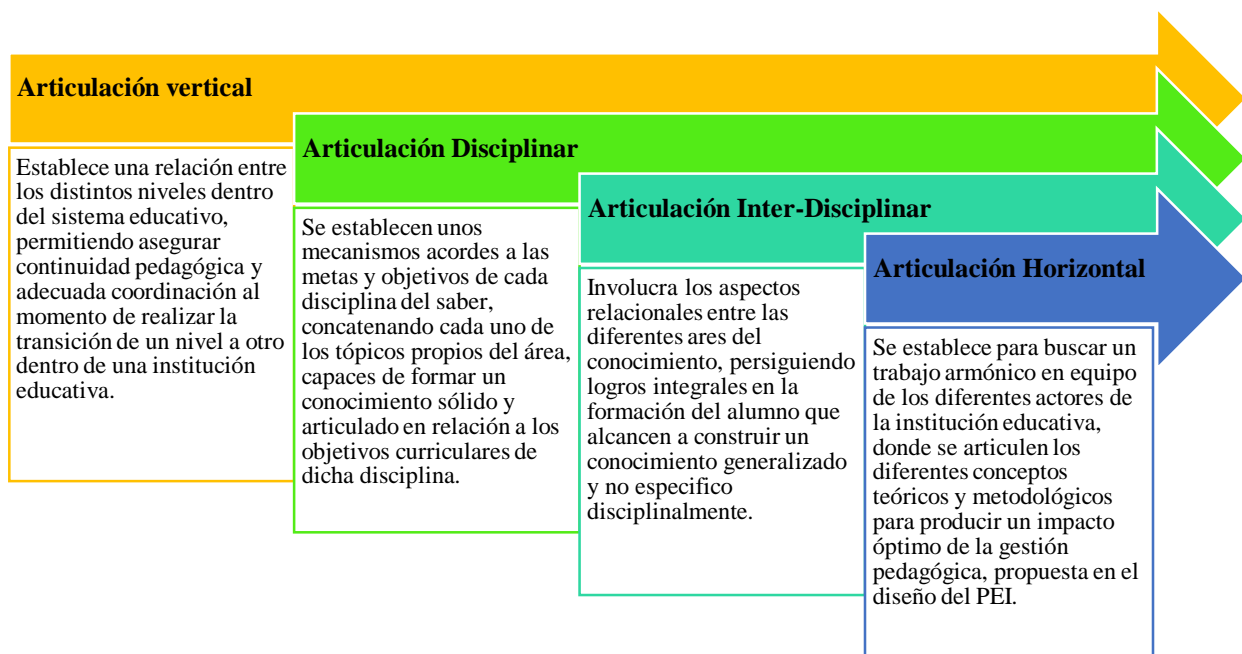 Articulación vertical
Establece una relación entre
los distintos niveles dentro
del sistema educativo,
permitiendo asegurar
continuidad pedagógica y
adecuada coordinación al
momento de realizar la
transición de un nivel a otro
dentro de una institución
educativa.
Articulación Disciplinar
Se establecen unos
mecanismos acordes a las
metas y objetivos de cada
disciplina del saber,
concatenando cada uno de
los tópicos propios del área,
capaces de formar un
conocimiento sólido y
articulado en relación a los
objetivos curriculares de
dicha disciplina.
Articulación Inter-Disciplinar
Involucra los aspectos
relacionales entre las
diferentes ares del
conocimiento, persiguiendo
logros integrales en la
formación del alumno que
alcancen a construir un
conocimiento generalizado
y no especifico
disciplinalmente.
Articulación Horizontal
Se establece para buscar un
trabajo armónico en equipo
de los diferentes actores de
la institución educativa,
donde se articulen los
diferentes conceptos
teóricos y metodológicos
para producir un impacto
óptimo de la gestión
pedagógica, propuesta en el
diseño del PEI.